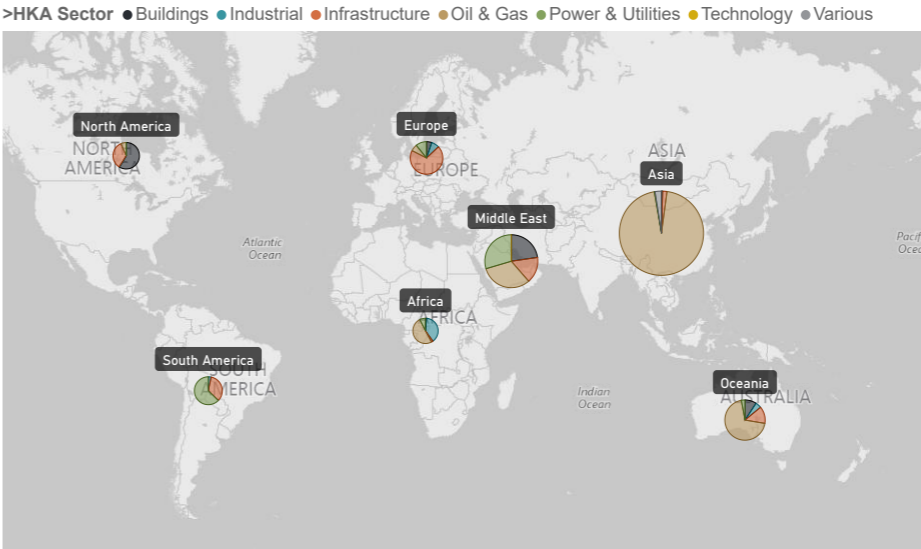 >HKA Sector Buildings Industrial Infrastructure Oil & Gas Power & Utilities Technology Various
North America
NORTH
AMERICA
Europe
EUROPE
ASIA
Asia
Middle East
Atlantic
Ocean
Pacif
Ocea
Africa
AFRICA
South America
SOUTH
AMERICA
Indian
Ocean
Oceania
AUSTRALIA